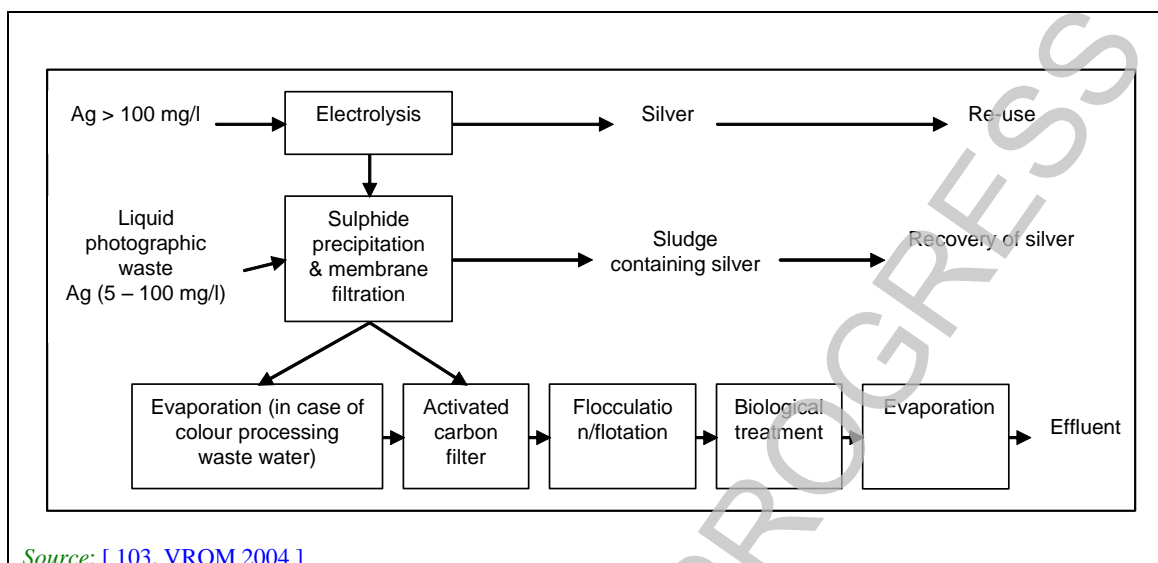 Ag > 100 mg/l
Electrolysis
Silver
Re-use
Liquid
photographic
waste
Ag (5 – 100 mg/l)
Sulphide
precipitation
& membrane
filtration
Sludge
containing silver
Recovery of silver
Evaporation (in case of
colour processing
waste water)
Activated
carbon
filter
Flocculatio
n/flotation
Biological
treatment
Evaporation
Effluent
Source: [ 103, VROM 2004 ]
PROGRESS